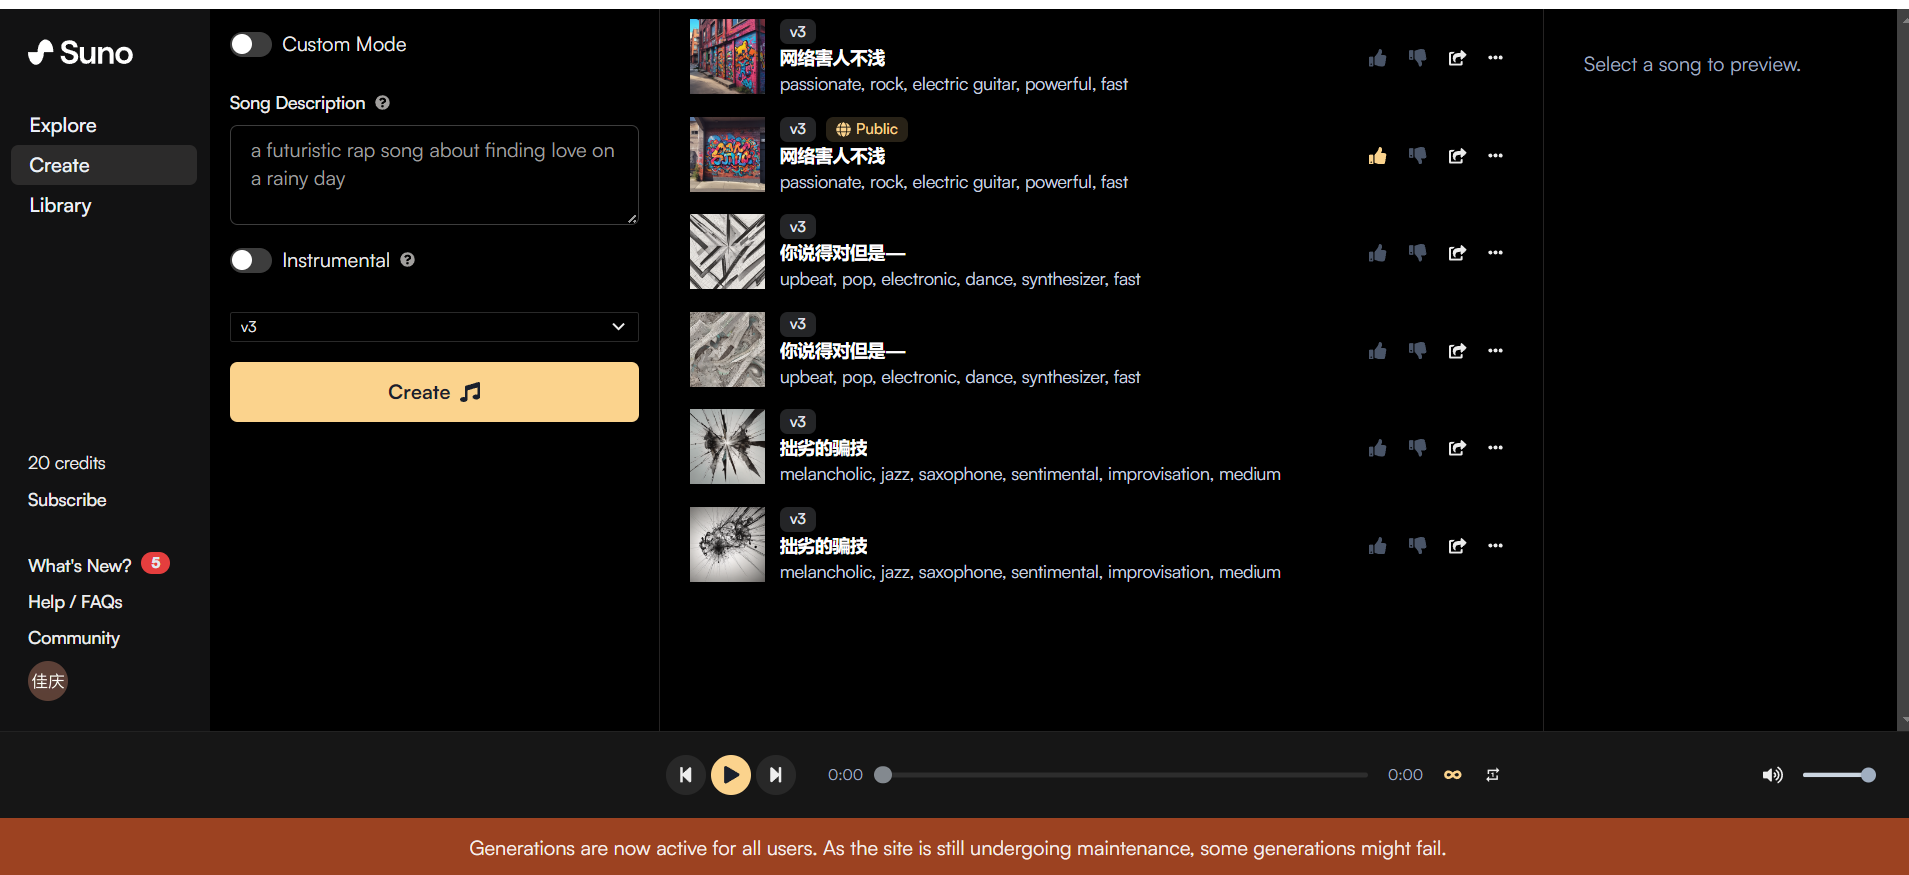 Suno
Explore
Create
Library
20 credits
Subscribe
What's New? 5
Help / FAQs
Community
佳庆
Custom Mode
Song Description
a futuristic rap song about finding love on
a rainy day
Instrumental
v3
Create
v3
网络害人不浅
passionate, rock, electric guitar, powerful, fast
v3 Public
网络害人不浅
passionate, rock, electric guitar, powerful, fast
v3
你说得对但是—
upbeat, pop, electronic, dance, synthesizer, fast
v3
你说得对但是—
upbeat, pop, electronic, dance, synthesizer, fast
v3
拙劣的骗技
melancholic, jazz, saxophone, sentimental, improvisation, medium
v3
拙劣的骗技
melancholic, jazz, saxophone, sentimental, improvisation, medium
Select a song to preview.
0:00
0:00
Generations are now active for all users. As the site is still undergoing maintenance, some generations might fail.